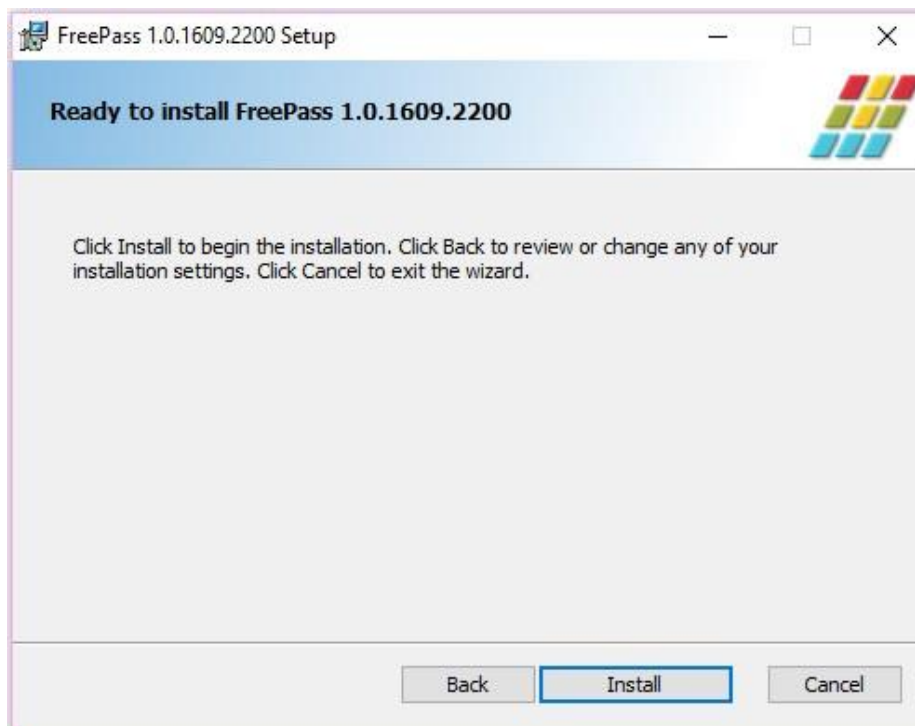 FreePass 1.0.1609.2200 Setup
Ready to install FreePass 1.0.1609.2200
Click Install to begin the installation. Click Back to review or change any of your
installation settings. Click Cancel to exit the wizard.
Back Install Cancel